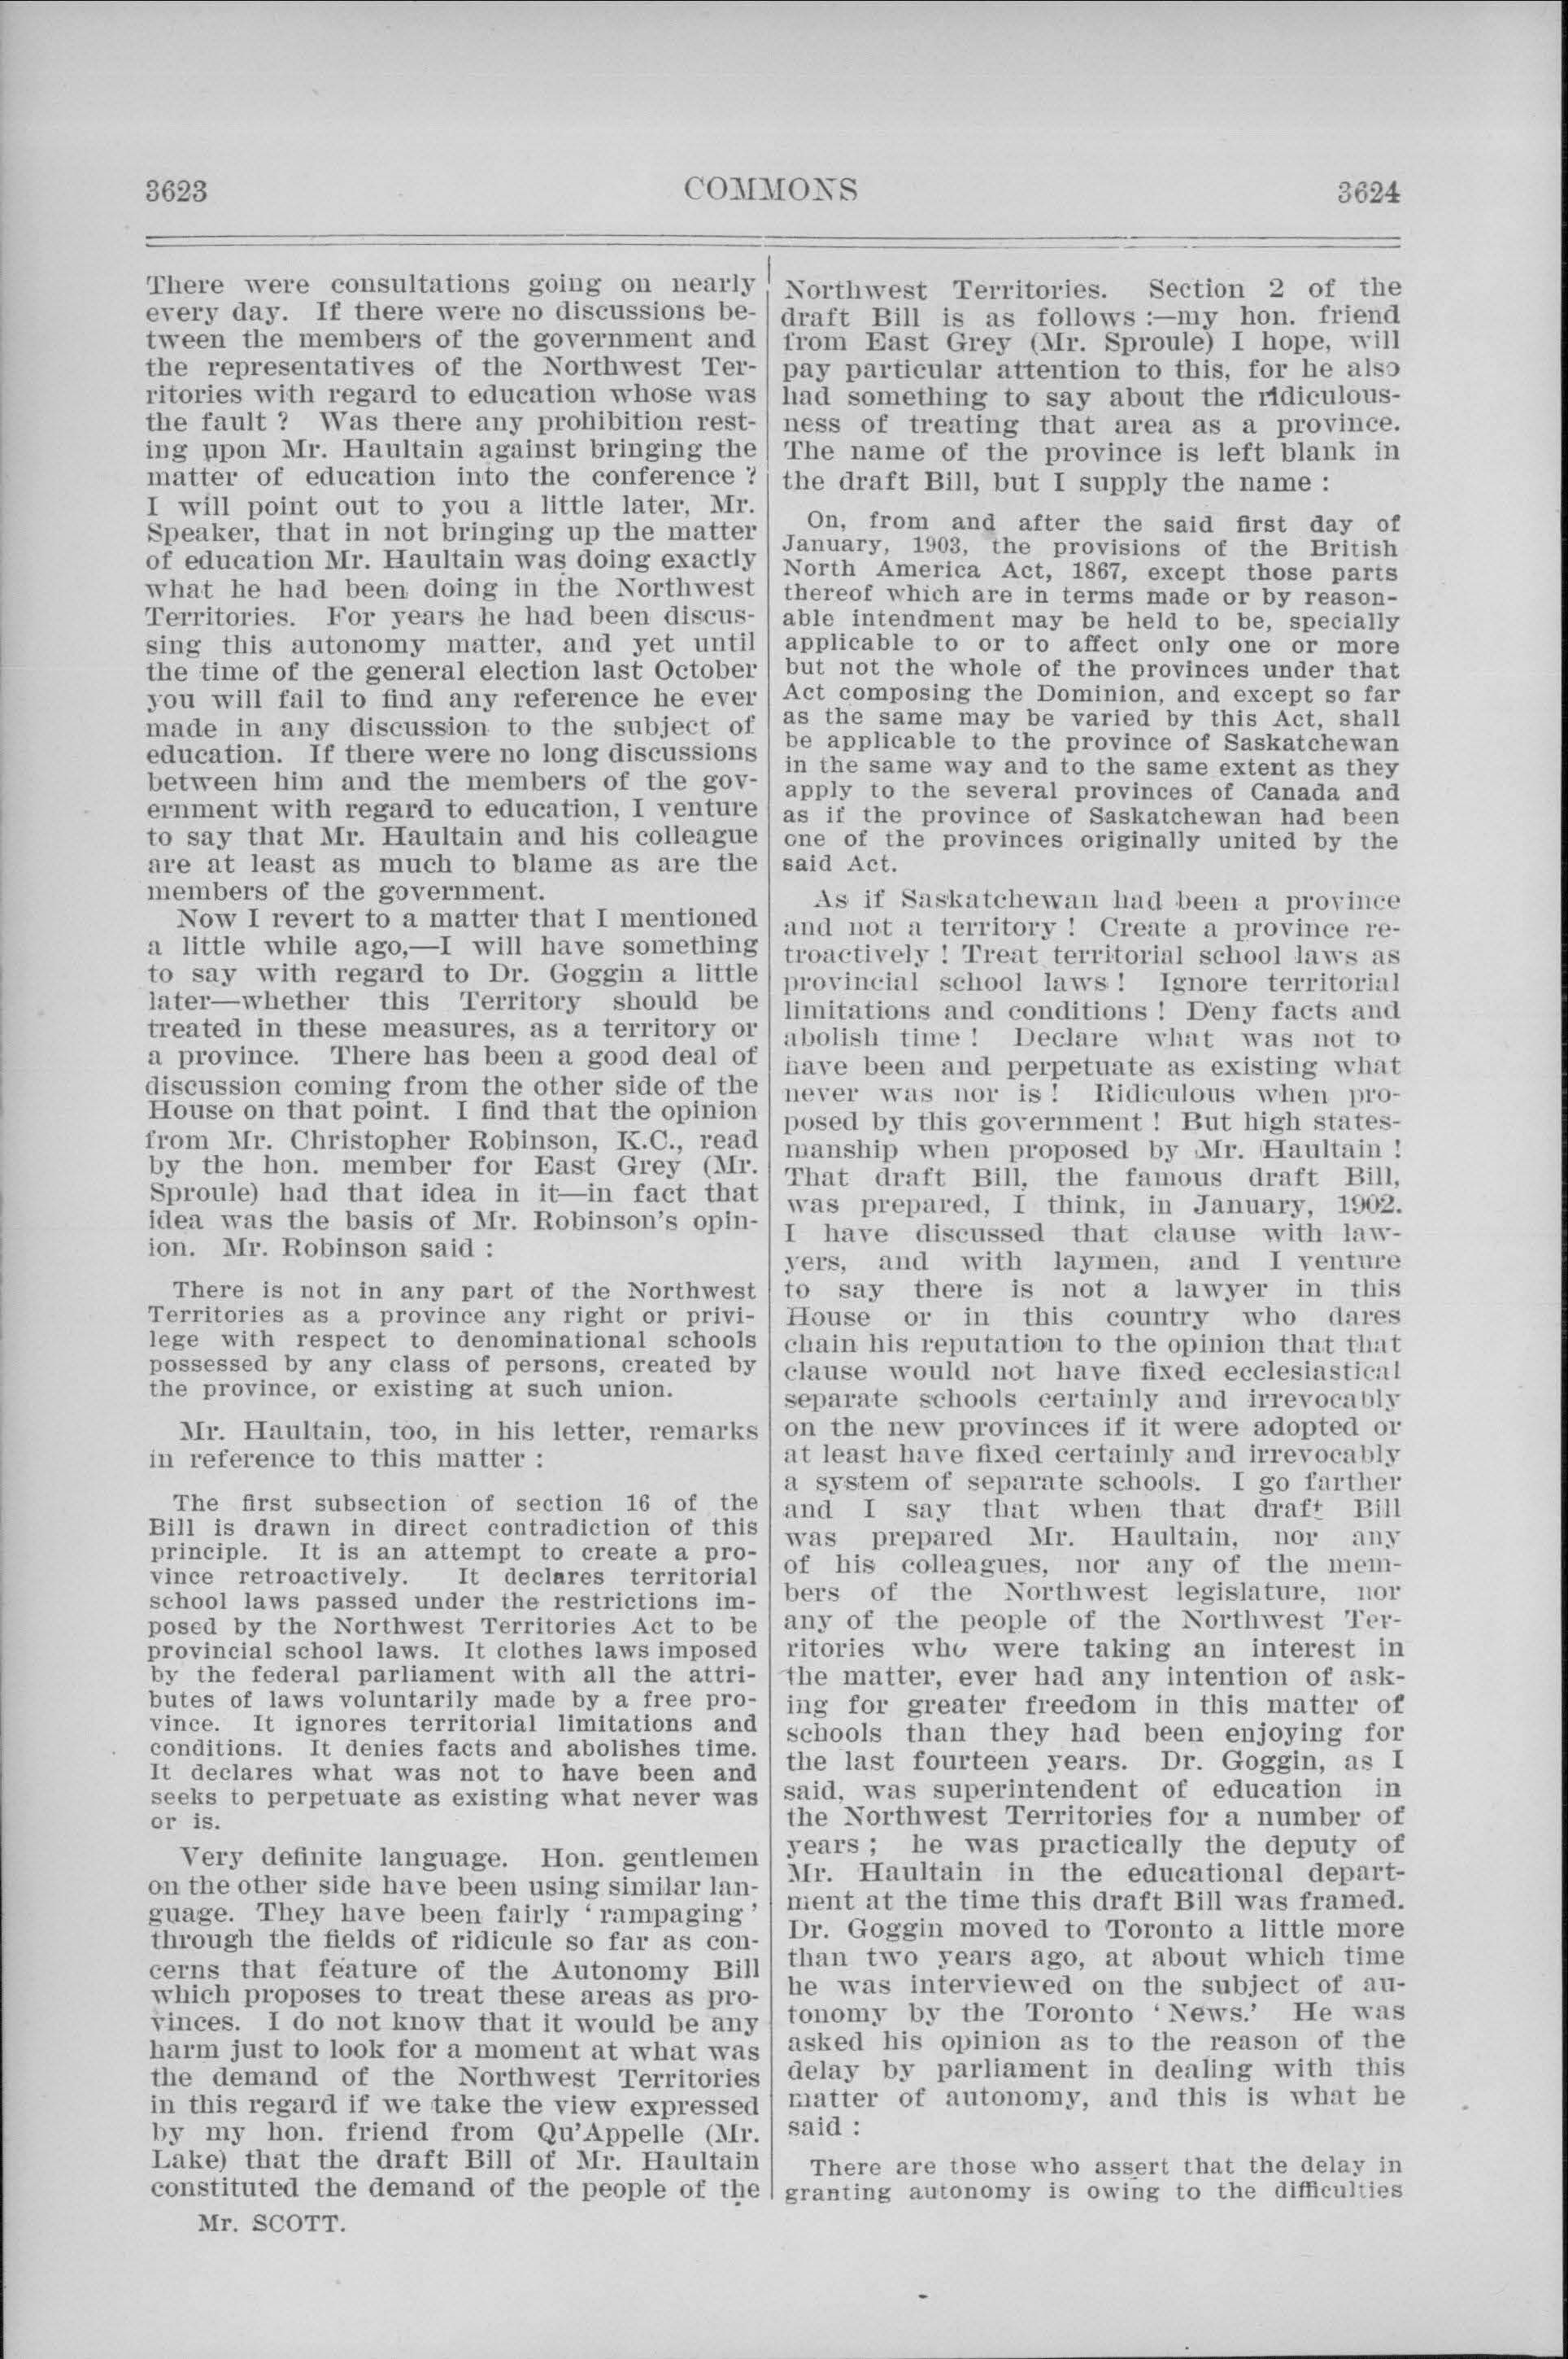 3623
COMMONS
3624
There were consultations going on nearly
every day. If there were no discussions be-
tween the members of the government and
the representatives of the Northwest Ter-
ritories with regard to education whose was
the fault ? Was there any prohibition rest-
ing upon Mr. Haultain against bringing the
matter of education into the conference ?
I will point out to you a little later, Mr.
Speaker, that in not bringing up the matter
of education Mr. Haultain was doing exactly
what he had been doing in the Northwest
Territories. For years he had been discus-
sing this autonomy matter, and yet until
the time of the general election last October
you will fail to find any reference he ever
made in any discussion to the subject of
education. If there were no long discussions
between him and the members of the gov-
ernment with regard to education, I venture
to say that Mr. Haultain and his colleague
are at least as much to blame as are the
members of the government.
Now I revert to a matter that I mentioned
a little while ago,—I will have something
to say with regard to Dr. Goggin a little
later—whether this Territory should be
treated in these measures, as a territory or
a province. There has been a good deal of
discussion coming from the other side of the
House on that point. I find that the opinion
from Mr. Christopher Robinson, K.C., read
by the hon. member for East Grey (Mr.
Sproule) had that idea in it—in fact that
idea was the basis of Mr. Robinson's opin-
ion. Mr. Robinson said :
There is not in any part of the Northwest
Territories as a province any right or privi-
lege with respect to denominational schools
possessed by any class of persons, created by
the province, or existing at such union.
Mr. Haultain, too, in his letter, remarks
in reference to this matter :
The first subsection of section 16 of the
Bill is drawn in direct contradiction of this
principle. It is an attempt to create a pro-
vince retroactively. It declares territorial
school laws passed under the restrictions im-
posed by the Northwest Territories Act to be
provincial school laws. It clothes laws imposed
by the federal parliament with all the attri-
butes of laws voluntarily made by a free pro-
vince. It ignores territorial limitations and
conditions. It denies facts and abolishes time.
It declares what was not to have been and
seeks to perpetuate as existing what never was
or is.
Very definite language. Hon. gentlemen
on the other side have been using similar lan-
guage. They have been fairly ' rampaging '
through the fields of ridicule so far as con-
cerns that feature of the Autonomy Bill
which proposes to treat these areas as pro-
vinces. I do not know that it would be any
harm just to look for a moment at what was
the demand of the Northwest Territories
in this regard if we take the view expressed
by my hon. friend from Qu'Appelle (Mr.
Lake) that the draft Bill of Mr. Haultain
constituted the demand of the people of the
Mr. SCOTT.
Northwest Territories. Section 2 of the
draft Bill is as follows :—my hon. friend
from East Grey (Mr. Sproule) I hope, will
pay particular attention to this, for he also
had something to say about the ridiculous-
ness of treating that area as a province.
The name of the province is left blank in
the draft Bill, but I supply the name :
On, from and after the said first day of
January, 1903, the provisions of the British
North America Act, 1867, except those parts
thereof which are in terms made or by reason-
able intendment may be held to be, specially
applicable to or to affect only one or more
but not the whole of the provinces under that
Act composing the Dominion, and except so far
as the same may be varied by this Act, shall
be applicable to the province of Saskatchewan
in the same way and to the same extent as they
apply to the several provinces of Canada and
as if the province of Saskatchewan had been
one of the provinces originally united by the
said Act.
As if Saskatchewan had been a province
and not a territory ! Create a province re-
troactively ! Treat territorial school laws as
provincial school laws ! Ignore territorial
limitations and conditions ! Deny facts and
abolish time ! Declare what was not to
have been and perpetuate as existing what
never was nor is ! Ridiculous when pro-
posed by this government ! But high states-
manship when proposed by Mr. Haultain !
That draft Bill, the famous draft Bill,
was prepared, I think, in January, 1902.
I have discussed that clause with law-
yers, and with laymen, and I venture
to say there is not a lawyer in this
House or in this country who dares
chain his reputation to the opinion that that
clause would not have fixed ecclesiastical
separate schools certainly and irrevocably
on the new provinces if it were adopted or
at least have fixed certainly and irrevocably
a system of separate schools. I go farther
and I say that when that draft Bill
was prepared Mr. Haultain, nor any
of his colleagues, nor any of the mem-
bers of the Northwest legislature, nor
any of the people of the Northwest Ter-
ritories who were taking an interest in
the matter, ever had any intention of ask-
ing for greater freedom in this matter of
schools than they had been enjoying for
the last fourteen years. Dr. Goggin, as I
said, was superintendent of education in
the Northwest Territories for a number of
years ; he was practically the deputy of
Mr. Haultain in the educational depart-
ment at the time this draft Bill was framed.
Dr. Goggin moved to Toronto a little more
than two years ago, at about which time
he was interviewed on the subject of au-
tonomy by the Toronto ' News.' He was
asked his opinion as to the reason of the
delay by parliament in dealing with this
matter of autonomy, and this is what he
said :
There are those who assert that the delay in
granting autonomy is owing to the difficulties